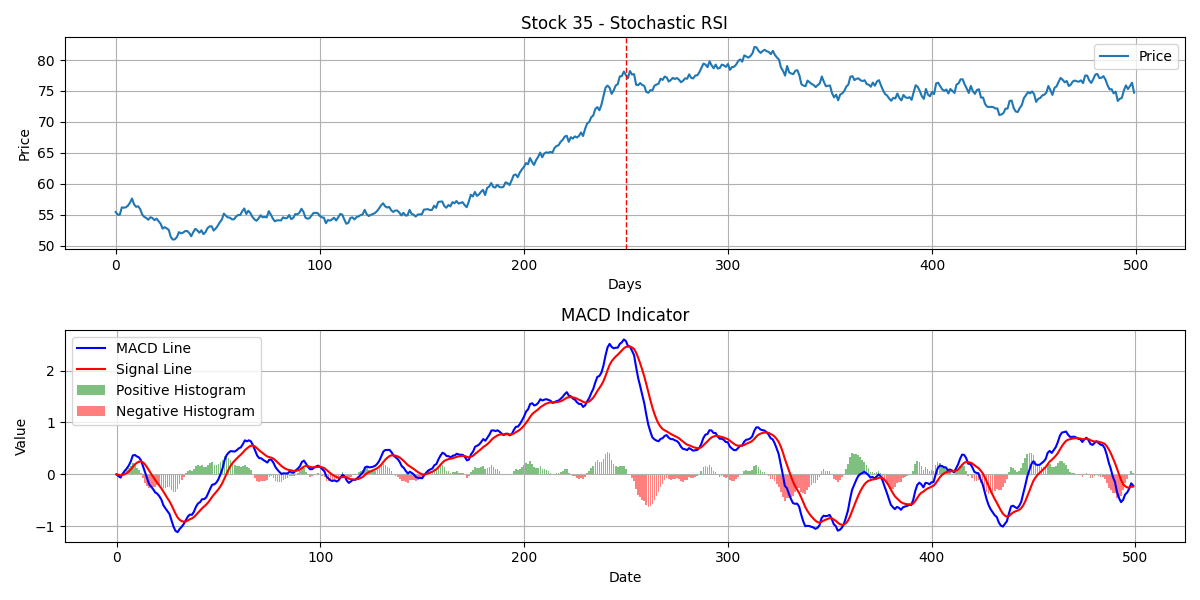 Stock 35 - Stochastic RSI
Price
80
75
70
65
60
55
50
Price
0
100
200
300
400
500
Days
MACD Indicator
MACD Line
Signal Line
Positive Histogram
Negative Histogram
Value
2
1
0
−1
0
100
200
300
400
500
Date